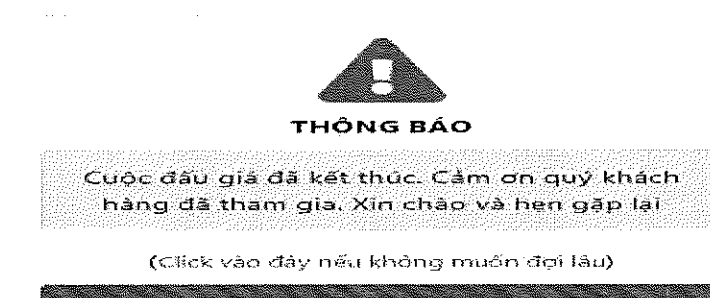 THÔNG BÁO
Cuộc đấu giá đã kết thúc. Cảm ơn quý khách
hàng đã tham gia. Xin chào và hẹn gặp lại
(Click vào đây nếu không muốn đợi lâu)